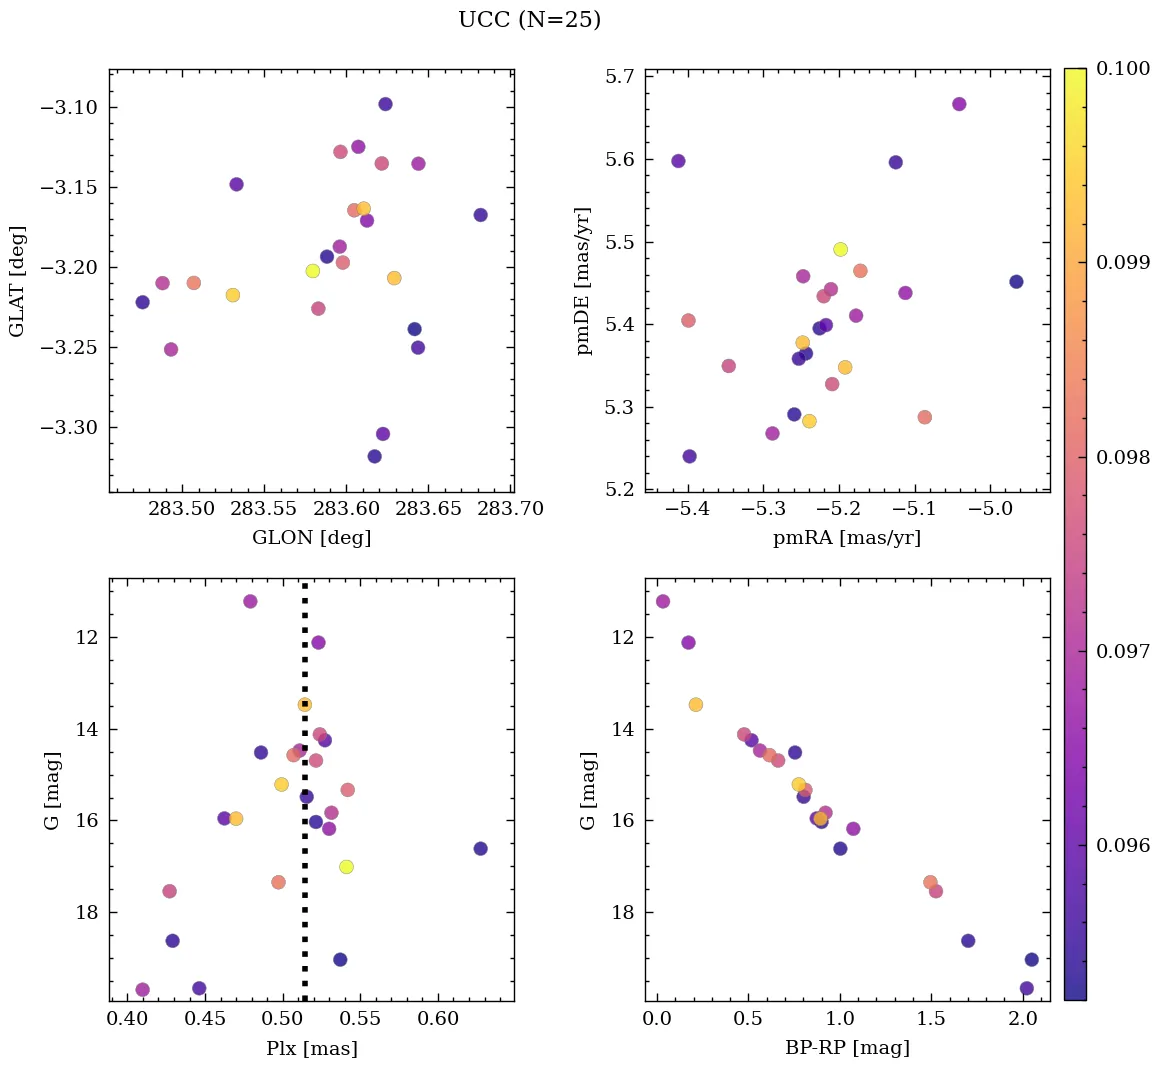 UCC (N=25)
−3.10
−3.15
−3.20
−3.25
−3.30
GLAT [deg]
283.50 283.55 283.60 283.65 283.70
GLON [deg]
5.7
5.6
5.5
5.4
5.3
5.2
pmDE [mas/yr]
−5.4 −5.3 −5.2 −5.1 −5.0
pmRA [mas/yr]
12
14
16
18
G [mag]
0.40 0.45 0.50 0.55 0.60
Plx [mas]
12
14
16
18
G [mag]
0.0 0.5 1.0 1.5 2.0
BP-RP [mag]
0.100
0.099
0.098
0.097
0.096